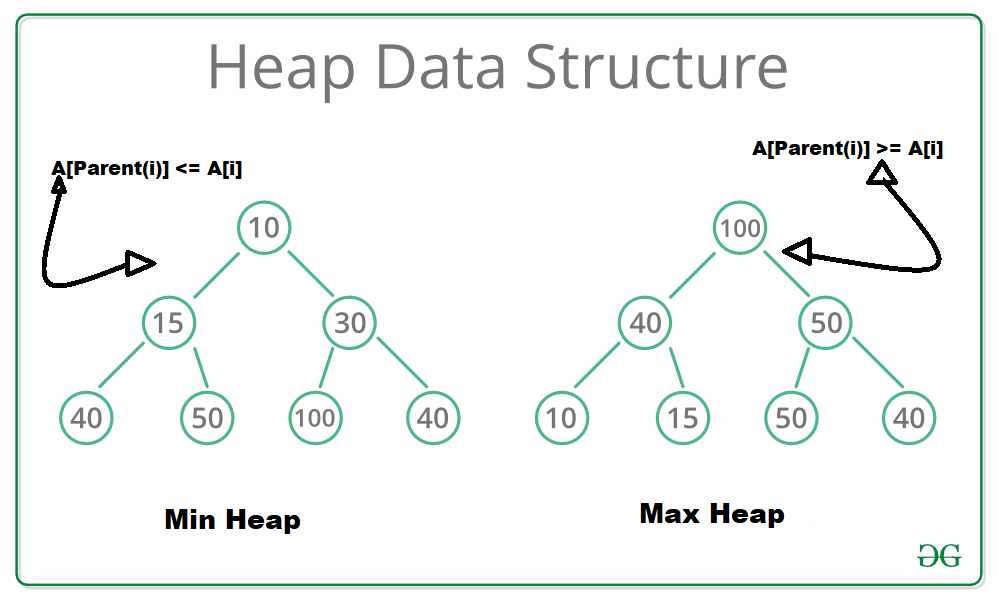 Heap Data Structure
A[Parent(i)] <= A[i]
A[Parent(i)] >= A[i]
10
15 30
40 50 100 40
Min Heap
100
40 50
10 15 50 40
Max Heap
GG